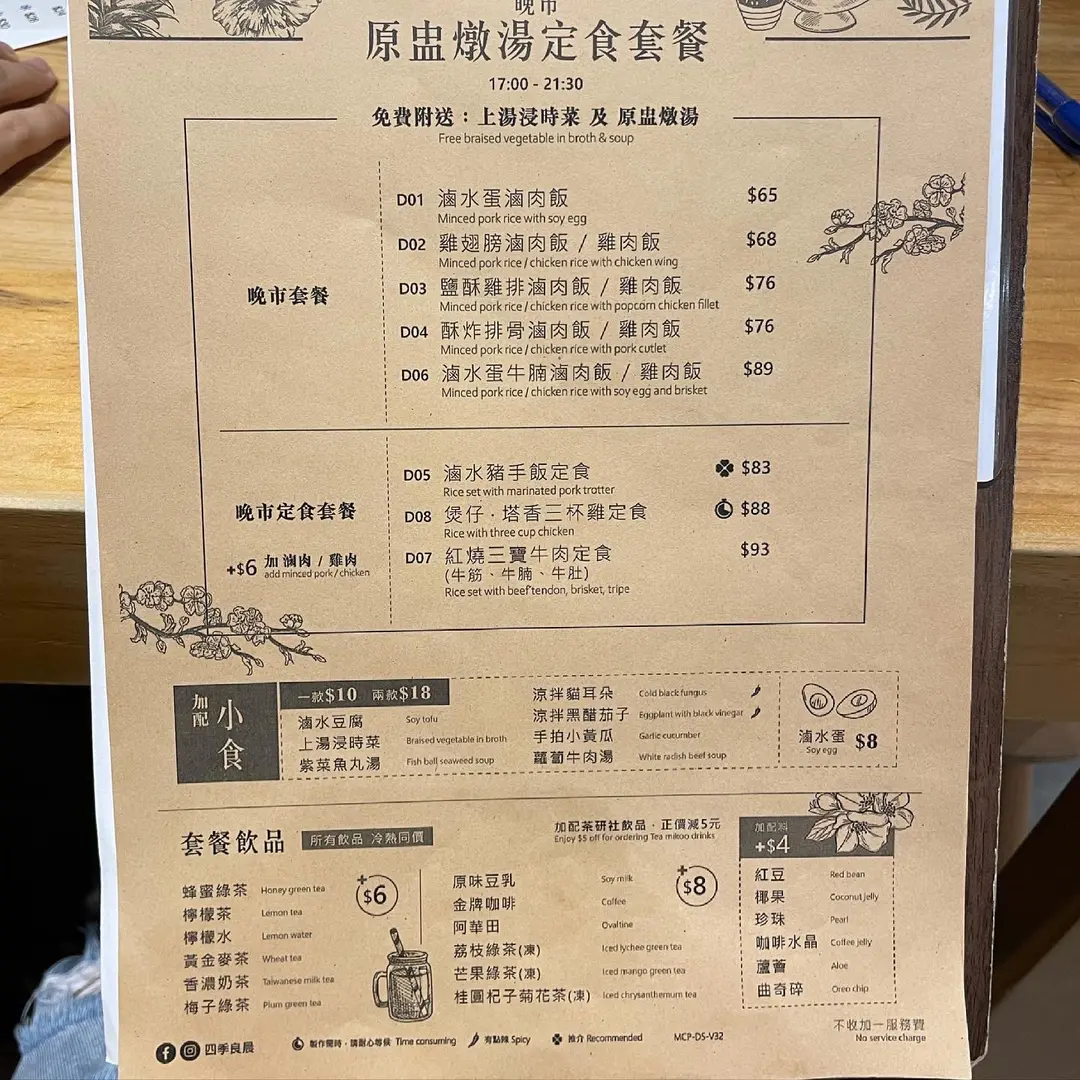 晚市
原盅燉湯定食套餐
17:00 - 21:30
免費附送：上湯浸時菜 及 原盅燉湯
Free braised vegetable in broth & soup
晚市套餐
D01 滷水蛋滷肉飯 $65
Minced pork rice with soy egg
D02 雞翅膀滷肉飯 / 雞肉飯 $68
Minced pork rice / chicken rice with chicken wing
D03 鹽酥雞排滷肉飯 / 雞肉飯 $76
Minced pork rice / chicken rice with popcorn chicken fillet
D04 酥炸排骨滷肉飯 / 雞肉飯 $76
Minced pork rice / chicken rice with pork cutlet
D06 滷水蛋牛腩滷肉飯 / 雞肉飯 $89
Minced pork rice / chicken rice with soy egg and brisket
晚市定食套餐
+$6 加 滷肉 / 雞肉
add minced pork / chicken
D05 滷水豬手飯定食 $83
Rice set with marinated pork trotter
D08 煲仔 · 塔香三杯雞定食 $88
Rice with three cup chicken
D07 紅燒三寶牛肉定食 $93
(牛筋、牛腩、牛肚)
Rice set with beef tendon, brisket, tripe
加配 小食
一款$10 兩款$18
滷水豆腐 Soy tofu
上湯浸時菜 Braised vegetable in broth
紫菜魚丸湯 Fish ball seaweed soup
涼拌貓耳朵 Cold black fungus
涼拌黑醋茄子 Eggplant with black vinegar
手拍小黃瓜 Garlic cucumber
蘿蔔牛肉湯 White radish beef soup
滷水蛋 $8
Soy egg
套餐飲品 所有飲品 冷熱同價
加配茶研社飲品 · 正價減5元
Enjoy $5 off for ordering Tea mikoo drinks
+$6
蜂蜜綠茶 Honey green tea
檸檬茶 Lemon tea
檸檬水 Lemon water
黃金麥茶 Wheat tea
香濃奶茶 Taiwanese milk tea
梅子綠茶 Plum green tea
+$8
原味豆乳 Soy milk
金牌咖啡 Coffee
阿華田 Ovaltine
荔枝綠茶(凍) Iced lychee green tea
芒果綠茶(凍) Iced mango green tea
桂圓杞子菊花茶(凍) Iced chrysanthemum tea
加配料
+$4
紅豆 Red bean
椰果 Coconut jelly
珍珠 Pearl
咖啡水晶 Coffee jelly
蘆薈 Aloe
曲奇碎 Oreo chip
不收加一服務費
No service charge
四季良晨
製作需時，請耐心等候 Time consuming
有點辣 Spicy
推介 Recommended
MCP-DS-V32